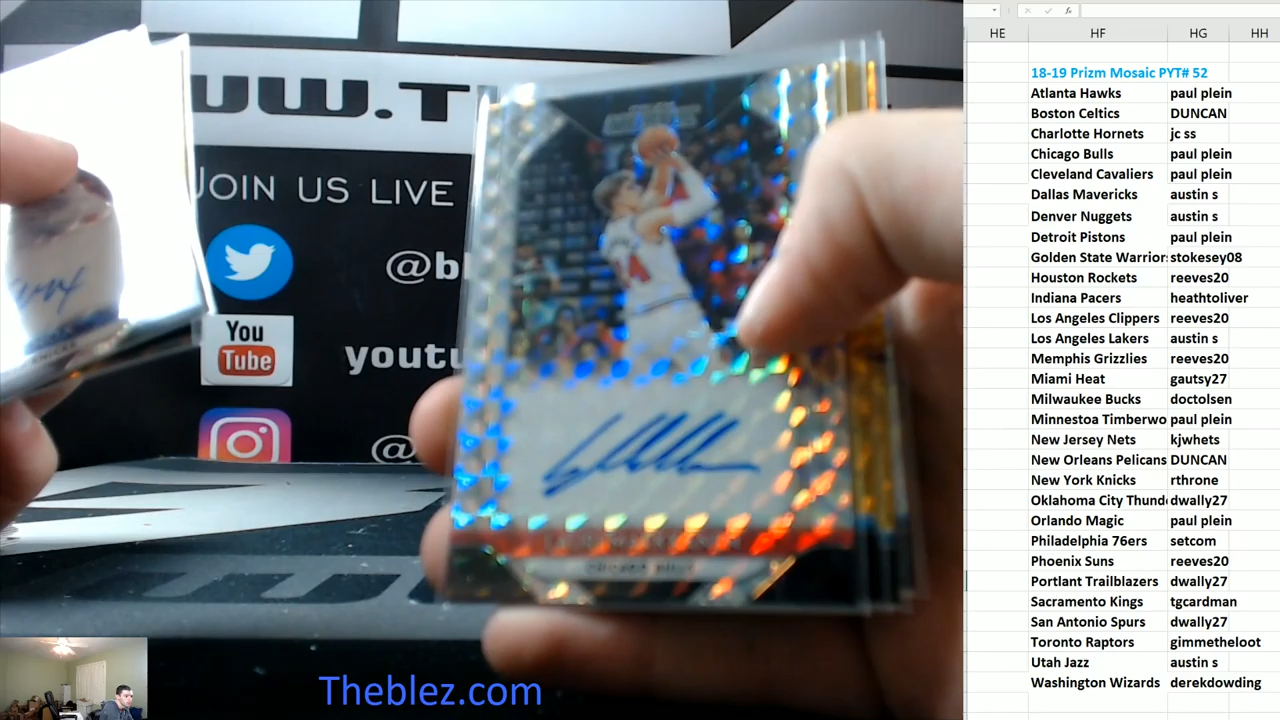 WW.T
JOIN US LIVE
@bl
You
Tube
youtu
@
24
Theblez.com
HE HF HG HH
18-19 Prizm Mosaic PYT# 52
Atlanta Hawks paul plein
Boston Celtics DUNCAN
Charlotte Hornets jc ss
Chicago Bulls paul plein
Cleveland Cavaliers paul plein
Dallas Mavericks austin s
Denver Nuggets austin s
Detroit Pistons paul plein
Golden State Warrior stokesey08
Houston Rockets reeves20
Indiana Pacers heathtoliver
Los Angeles Clippers reeves20
Los Angeles Lakers austin s
Memphis Grizzlies reeves20
Miami Heat gautsy27
Milwaukee Bucks doctolsen
Minnestoa Timberwo paul plein
New Jersey Nets kjwhets
New Orleans Pelicans DUNCAN
New York Knicks rthrone
Oklahoma City Thund dwally27
Orlando Magic paul plein
Philadelphia 76ers setcom
Phoenix Suns reeves20
Portlant Trailblazers dwally27
Sacramento Kings tgcardman
San Antonio Spurs dwally27
Toronto Raptors gimmetheloot
Utah Jazz austin s
Washington Wizards derekdowding